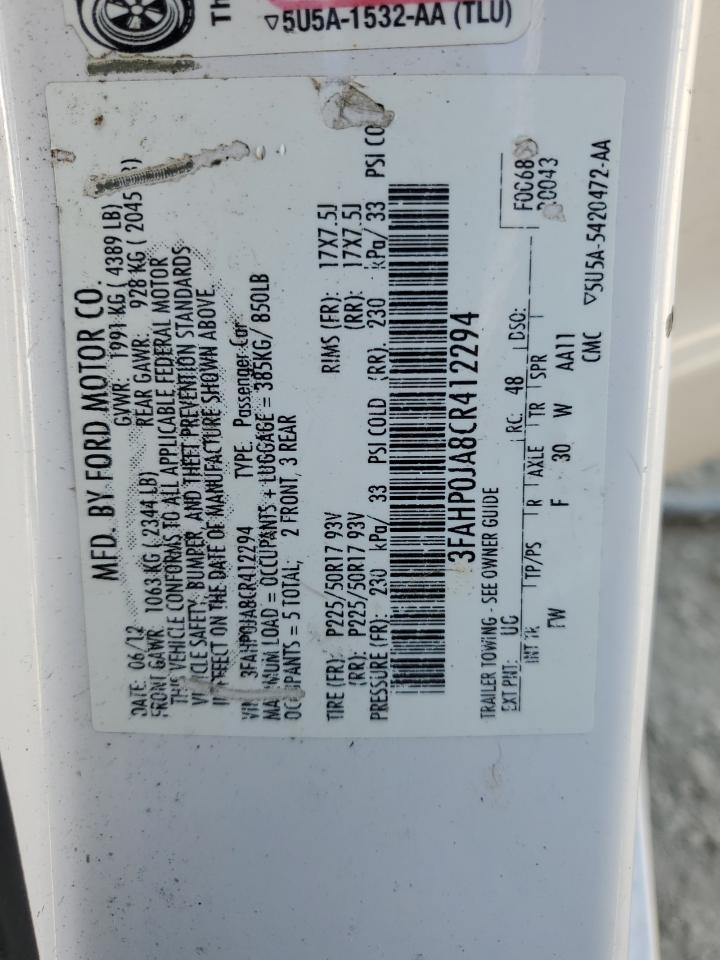 Th
▽5U5A-1532-AA (TLU)
MFD. BY FORD MOTOR CO.
DATE: 06/12 GVWR: 1991 KG ( 4389 LB)
FRONT GAWR: 1063 KG ( 2344 LB) REAR GAWR: 928 KG ( 2045
THIS VEHICLE CONFORMS TO ALL APPLICABLE FEDERAL MOTOR
VEHICLE SAFETY, BUMPER, AND THEFT PREVENTION STANDARDS
IN EFFECT ON THE DATE OF MANUFACTURE SHOWN ABOVE.
VIN: 3FAHP0JA8CR412294 TYPE: Passenger Car
MAXIMUM LOAD = OCCUPANTS + LUGGAGE = 385KG/ 850LB
OCCUPANTS = 5 TOTAL, 2 FRONT, 3 REAR
TIRE (FR): P225/50R17 93V RIMS (FR): 17X7.5J
(RR): P225/50R17 93V (RR): 17X7.5J
PRESSURE (FR): 230 kPa/ 33 PSI COLD (RR): 230 kPa/ 33 PSI CO
3FAHP0JA8CR412294
TRAILER TOWING - SEE OWNER GUIDE
EXT PNT: UG RC: 48 DSO: F0068
INT TR TP/PS R AXLE TR SPR 0043
TW F 30 W AA11
CMC ▽5U5A-5420472-AA